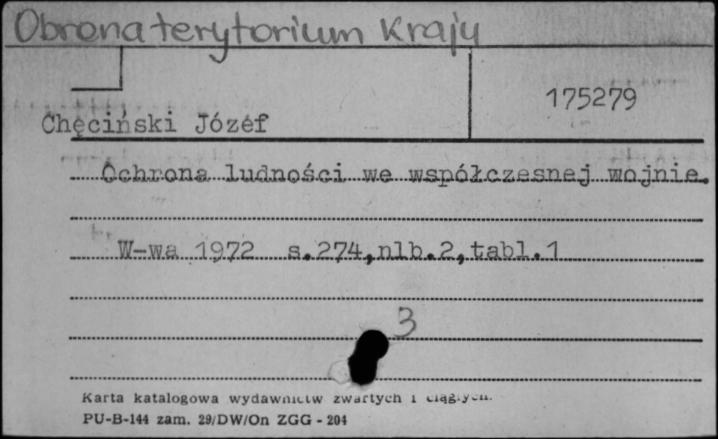 Obrona terytorium Kraju
175279
Chęciński Józef
Ochrona ludności we współczesnej wojnie.
W-wa 1972 s.274,nlb.2,tabl.1
3
Karta katalogowa wydawnictw zwartych i ciągłych.
PU-B-144 zam. 29/DW/On ZGG - 204